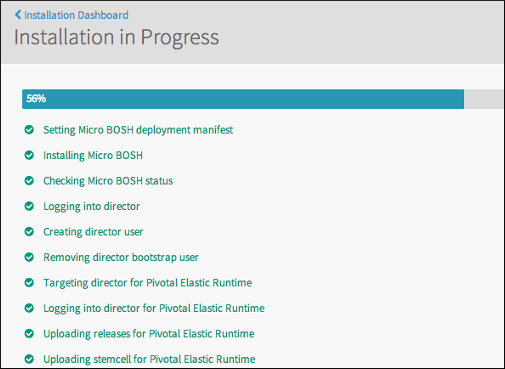 Installation Dashboard
Installation in Progress
56%
Setting Micro BOSH deployment manifest
Installing Micro BOSH
Checking Micro BOSH status
Logging into director
Creating director user
Removing director bootstrap user
Targeting director for Pivotal Elastic Runtime
Logging into director for Pivotal Elastic Runtime
Uploading releases for Pivotal Elastic Runtime
Uploading stemcell for Pivotal Elastic Runtime